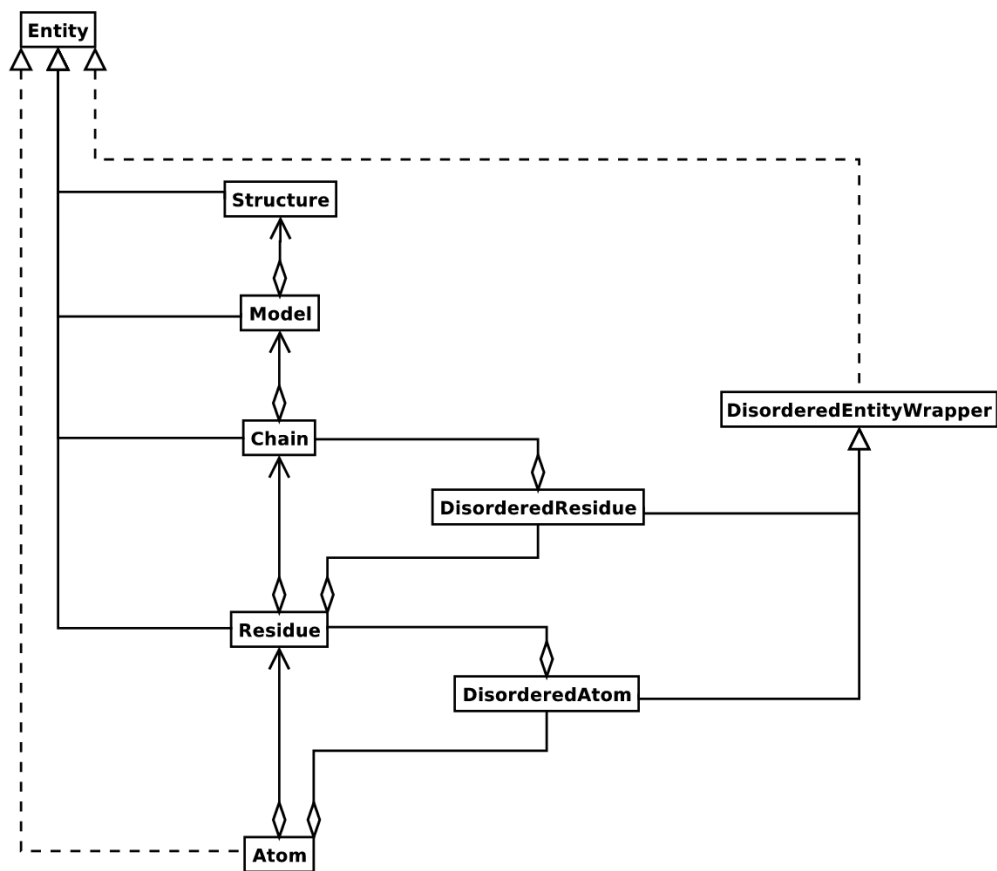 Entity
Structure
Model
DisorderedEntityWrapper
Chain
DisorderedResidue
Residue
DisorderedAtom
Atom